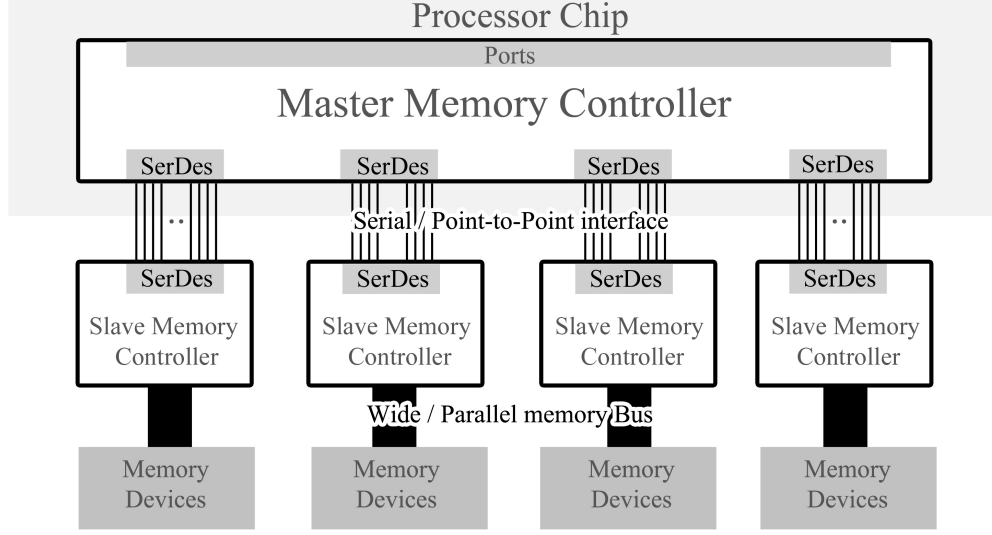 Processor Chip
Ports
Master Memory Controller
SerDes SerDes SerDes SerDes
Serial / Point-to-Point interface
SerDes SerDes SerDes SerDes
Slave Memory Slave Memory Slave Memory Slave Memory
Controller Controller Controller Controller
Wide / Parallel memory Bus
Memory Memory Memory Memory
Devices Devices Devices Devices